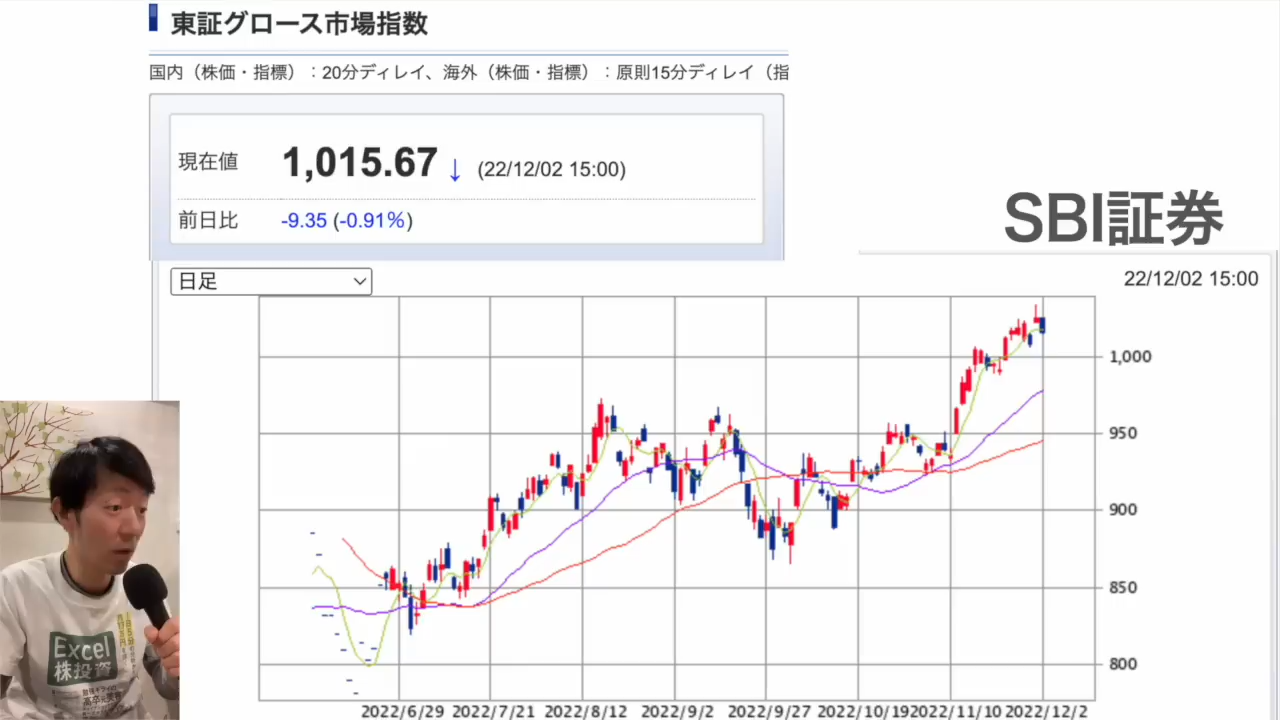 東証グロース市場指数
国内（株価・指標）：20分ディレイ、海外（株価・指標）：原則15分ディレイ（指
現在値 1,015.67 ↓ (22/12/02 15:00)
前日比 -9.35 (-0.91%)
SBI証券
日足
22/12/02 15:00
1,000
950
900
850
800
2022/6/29 2022/7/21 2022/8/12 2022/9/2 2022/9/27 2022/10/19 2022/11/10 2022/12/2
Excel
株投資